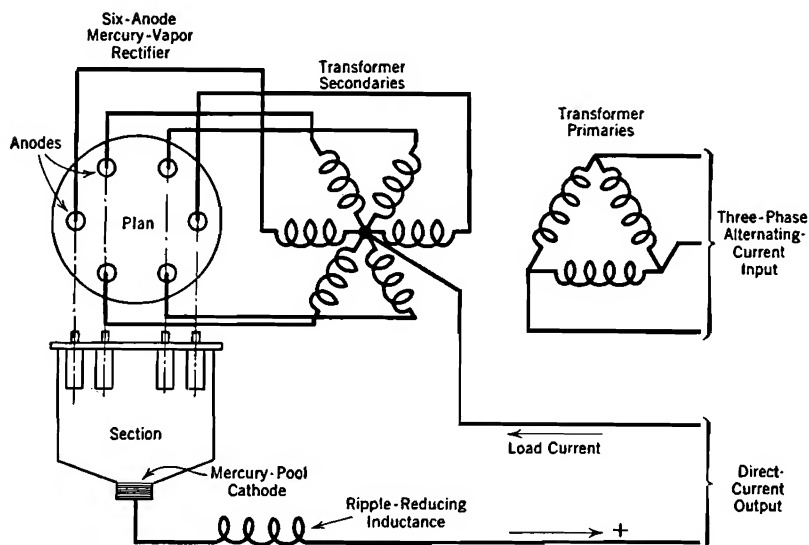 Six-Anode
Mercury-Vapor
Rectifier
Transformer
Secondaries
Transformer
Primaries
Anodes
Plan
Three-Phase
Alternating-
Current
Input
Section
Load Current
Mercury-Pool
Cathode
Ripple-Reducing
Inductance
+
Direct-
Current
Output